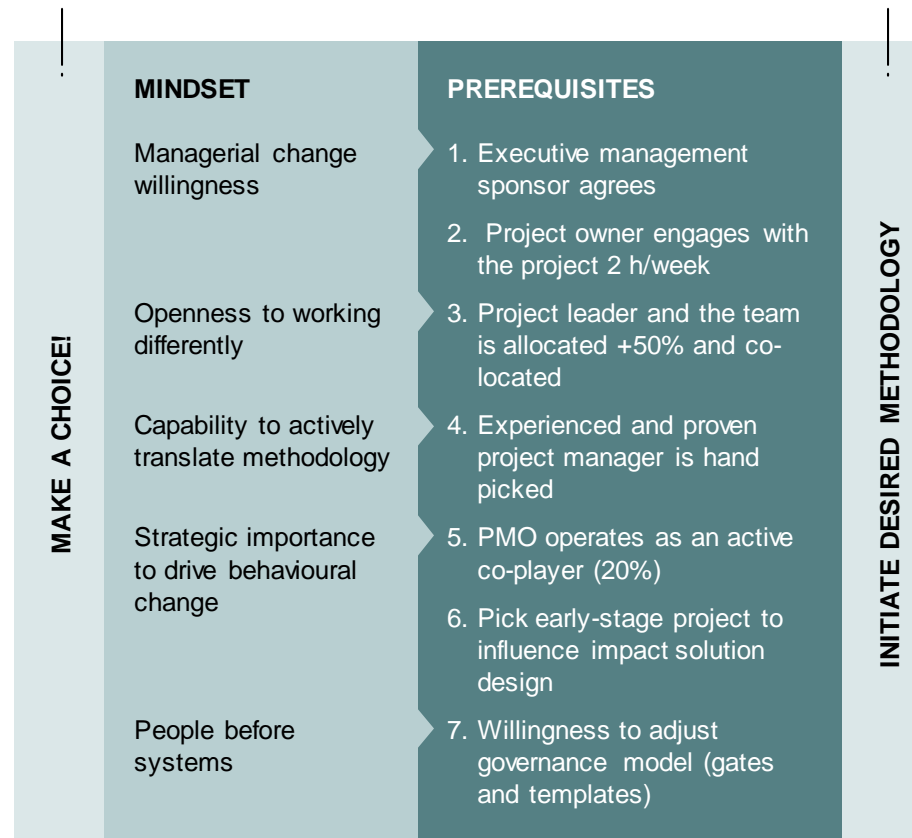 MAKE A CHOICE!
MINDSET
Managerial change
willingness
Openness to working
differently
Capability to actively
translate methodology
Strategic importance
to drive behavioural
change
People before
systems
PREREQUISITES
1. Executive management
sponsor agrees
2. Project owner engages with
the project 2 h/week
3. Project leader and the team
is allocated +50% and co-
located
4. Experienced and proven
project manager is hand
picked
5. PMO operates as an active
co-player (20%)
6. Pick early-stage project to
influence impact solution
design
7. Willingness to adjust
governance model (gates
and templates)
INITIATE DESIRED METHODOLOGY